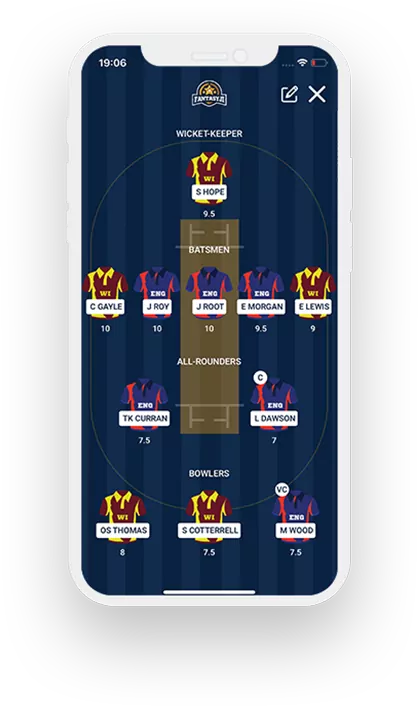 19:06
FANTASYJI
WICKET-KEEPER
WI
S HOPE
9.5
BATSMEN
WI ENG ENG ENG WI
C GAYLE J ROY J ROOT E MORGAN E LEWIS
10 10 10 9.5 9
ALL-ROUNDERS
C
ENG ENG
TK CURRAN L DAWSON
7.5 7
BOWLERS
VC
WI WI ENG
OS THOMAS S COTTERRELL M WOOD
8 7.5 7.5